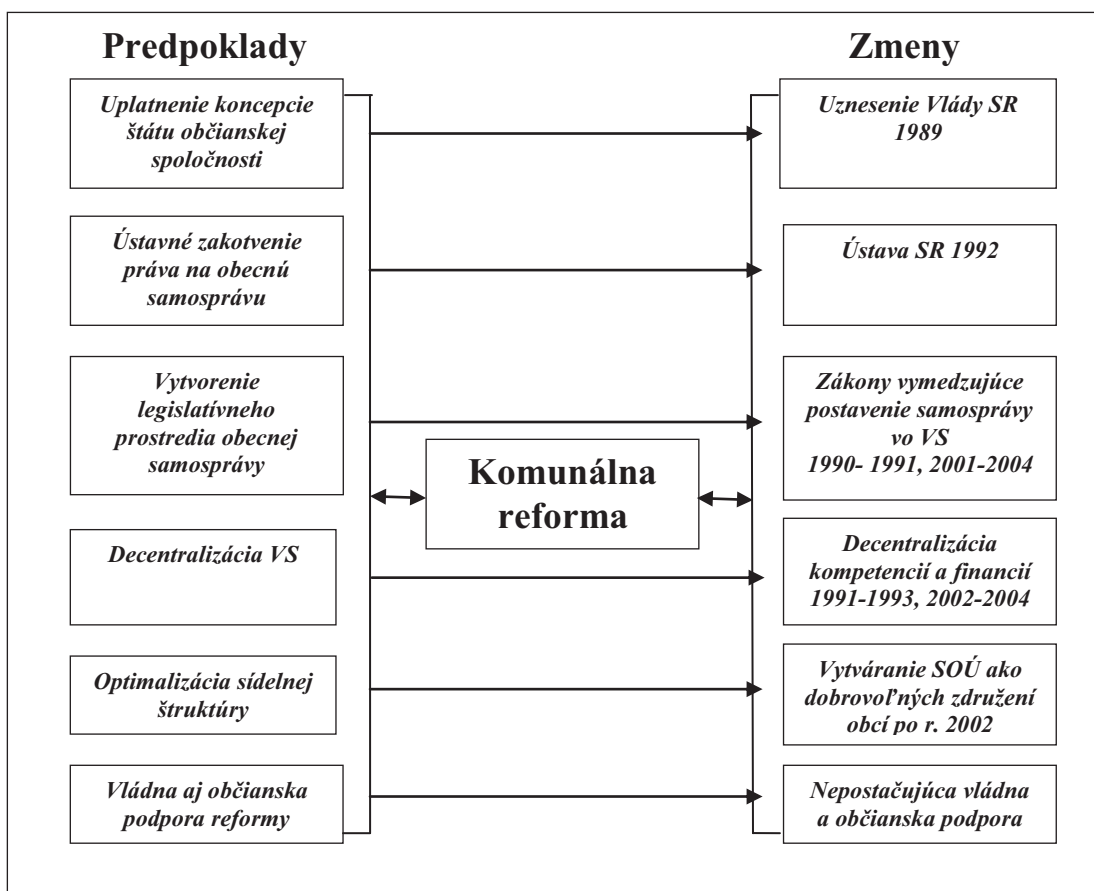 Predpoklady
Uplatnenie koncepcie
štátu občianskej
spoločnosti
Ústavné zakotvenie
práva na obecnú
samosprávu
Vytvorenie
legislatívneho
prostredia obecnej
samosprávy
Decentralizácia VS
Optimalizácia sídelnej
štruktúry
Vládna aj občianska
podpora reformy
Komunálna
reforma
Zmeny
Uznesenie Vlády SR
1989
Ústava SR 1992
Zákony vymedzujúce
postavenie samosprávy
vo VS
1990- 1991, 2001-2004
Decentralizácia
kompetencií a financií
1991-1993, 2002-2004
Vytváranie SOÚ ako
dobrovoľných združení
obcí po r. 2002
Nepostačujúca vládna
a občianska podpora